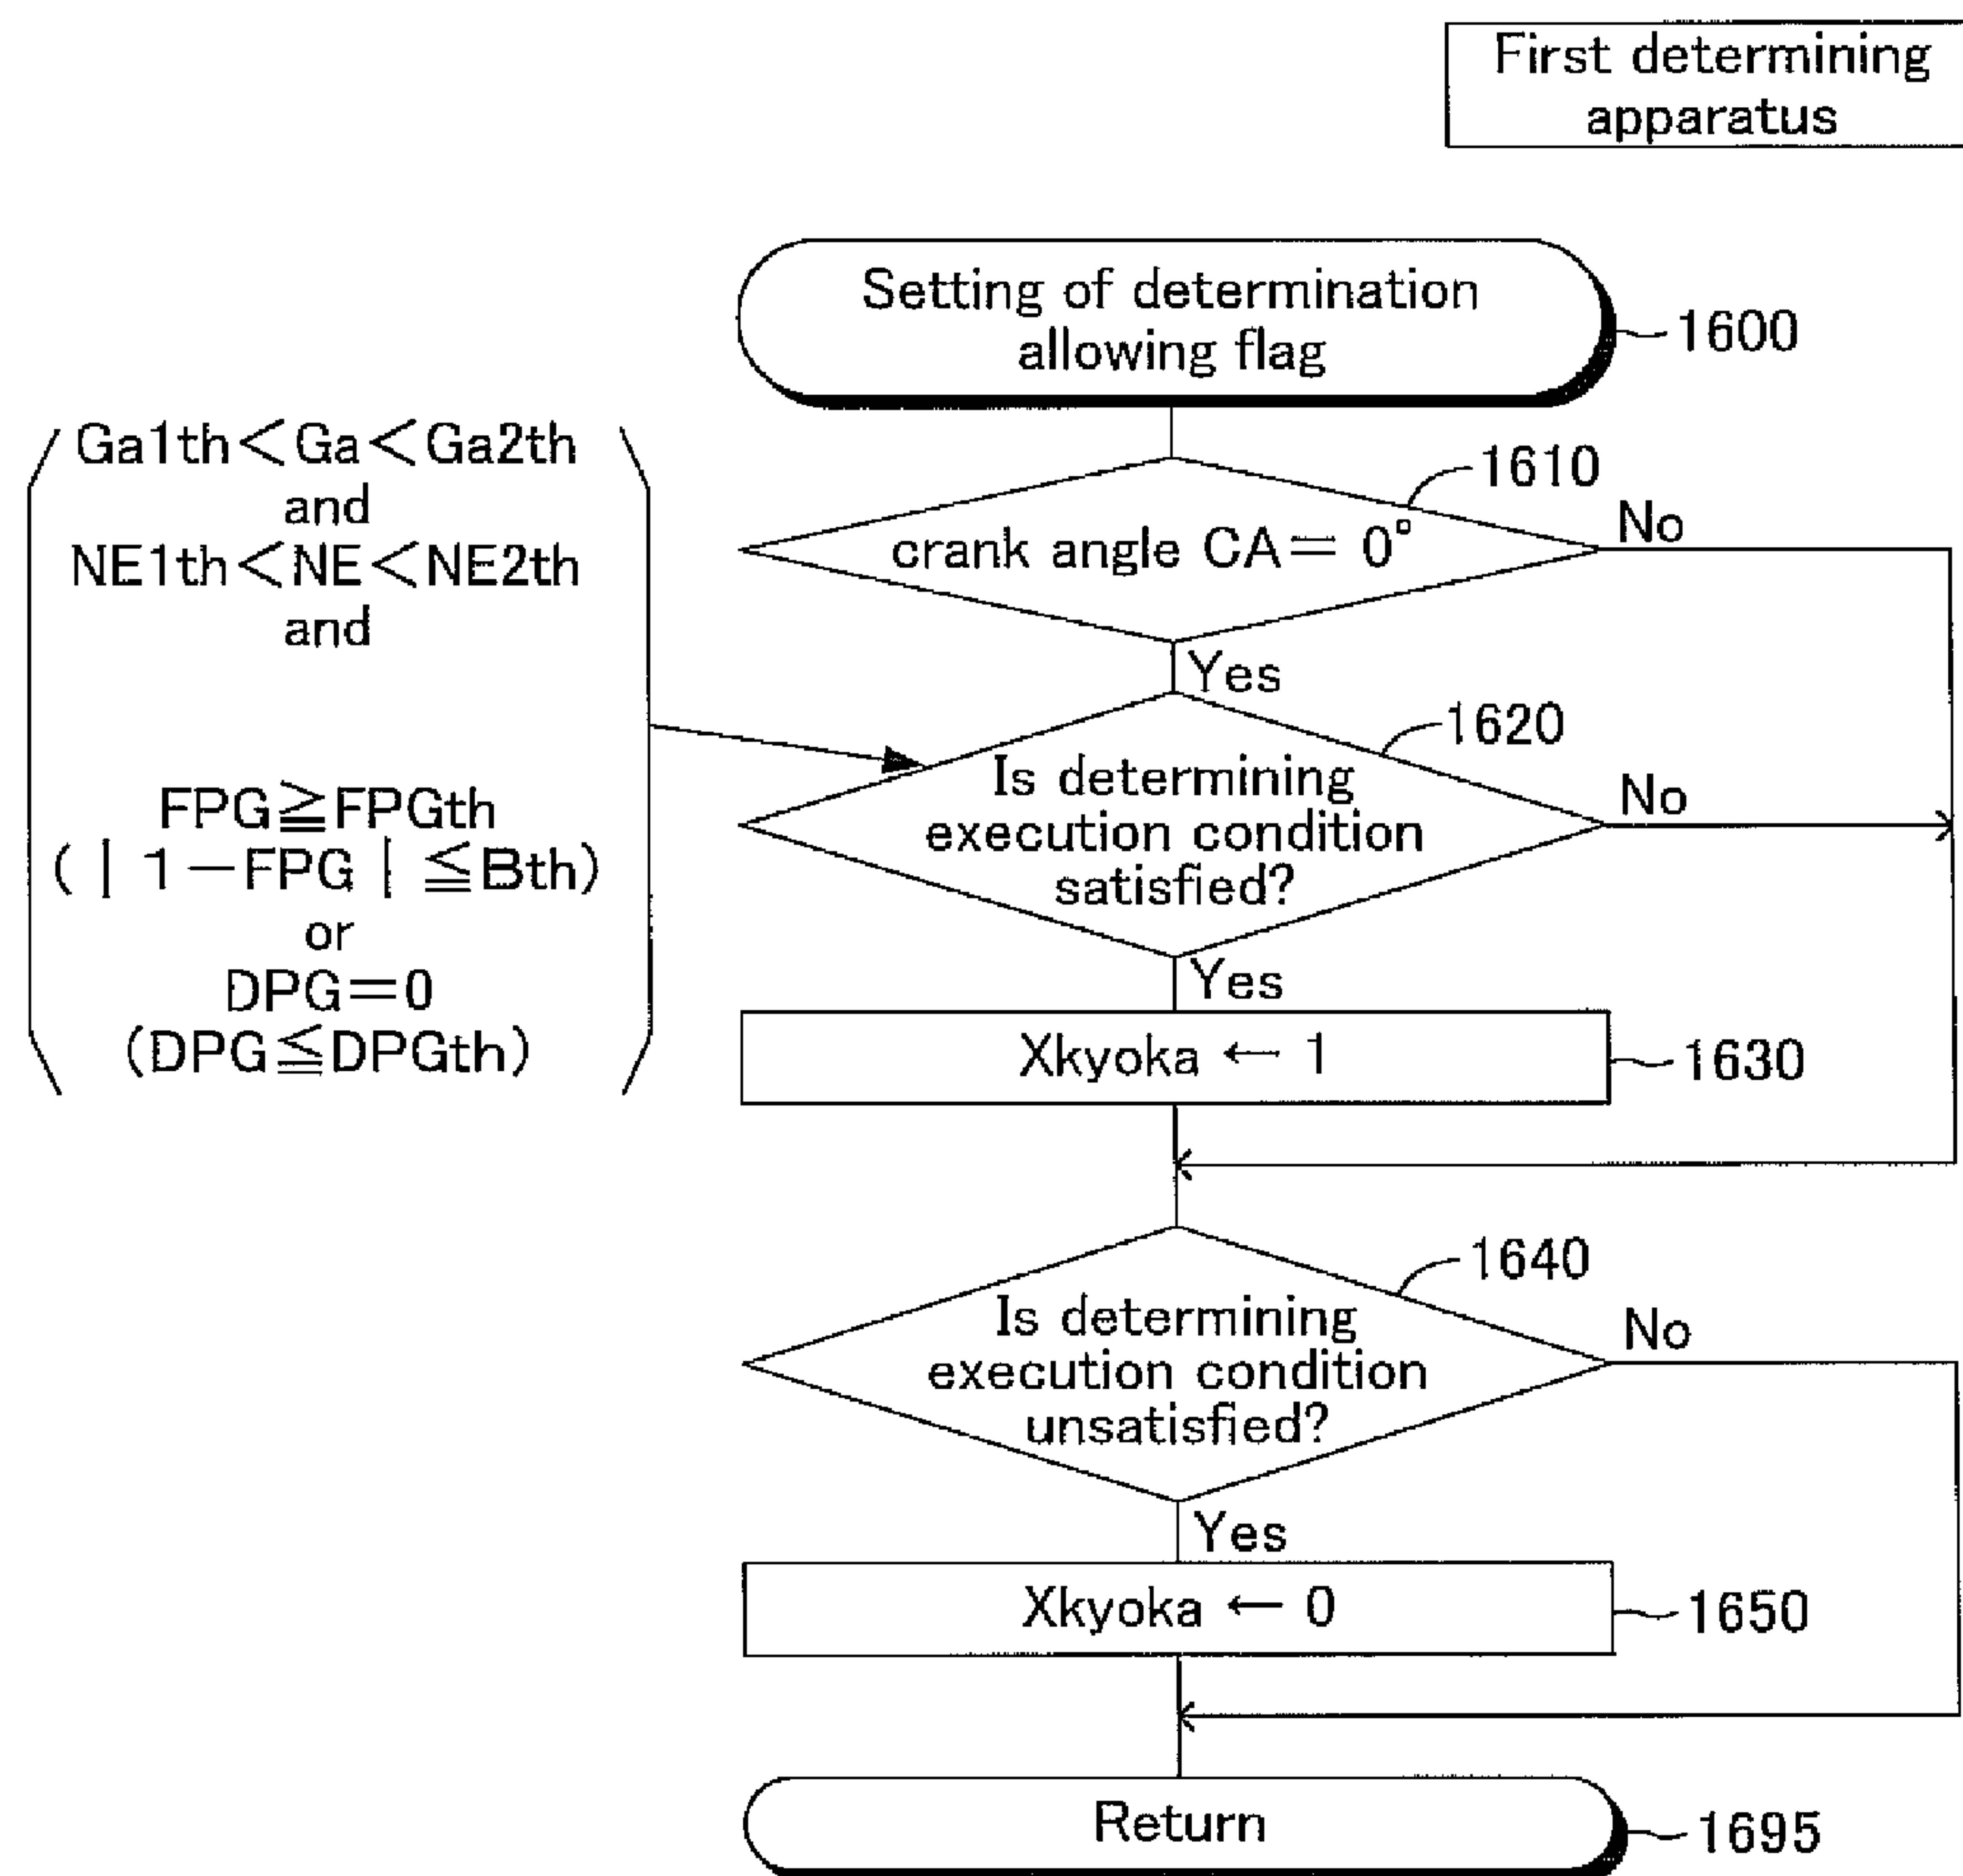 First determining
apparatus
Setting of determination
allowing flag
1600
Ga1th<Ga<Ga2th
and
NE1th<NE<NE2th
and
FPG≧FPGth
(|1-FPG|≦Bth)
or
DPG=0
(DPG≦DPGth)
1610
crank angle CA= 0°
No
Yes
1620
Is determining
execution condition
satisfied?
No
Yes
Xkyoka ← 1
1630
1640
Is determining
execution condition
unsatisfied?
No
Yes
Xkyoka ← 0
1650
Return
1695